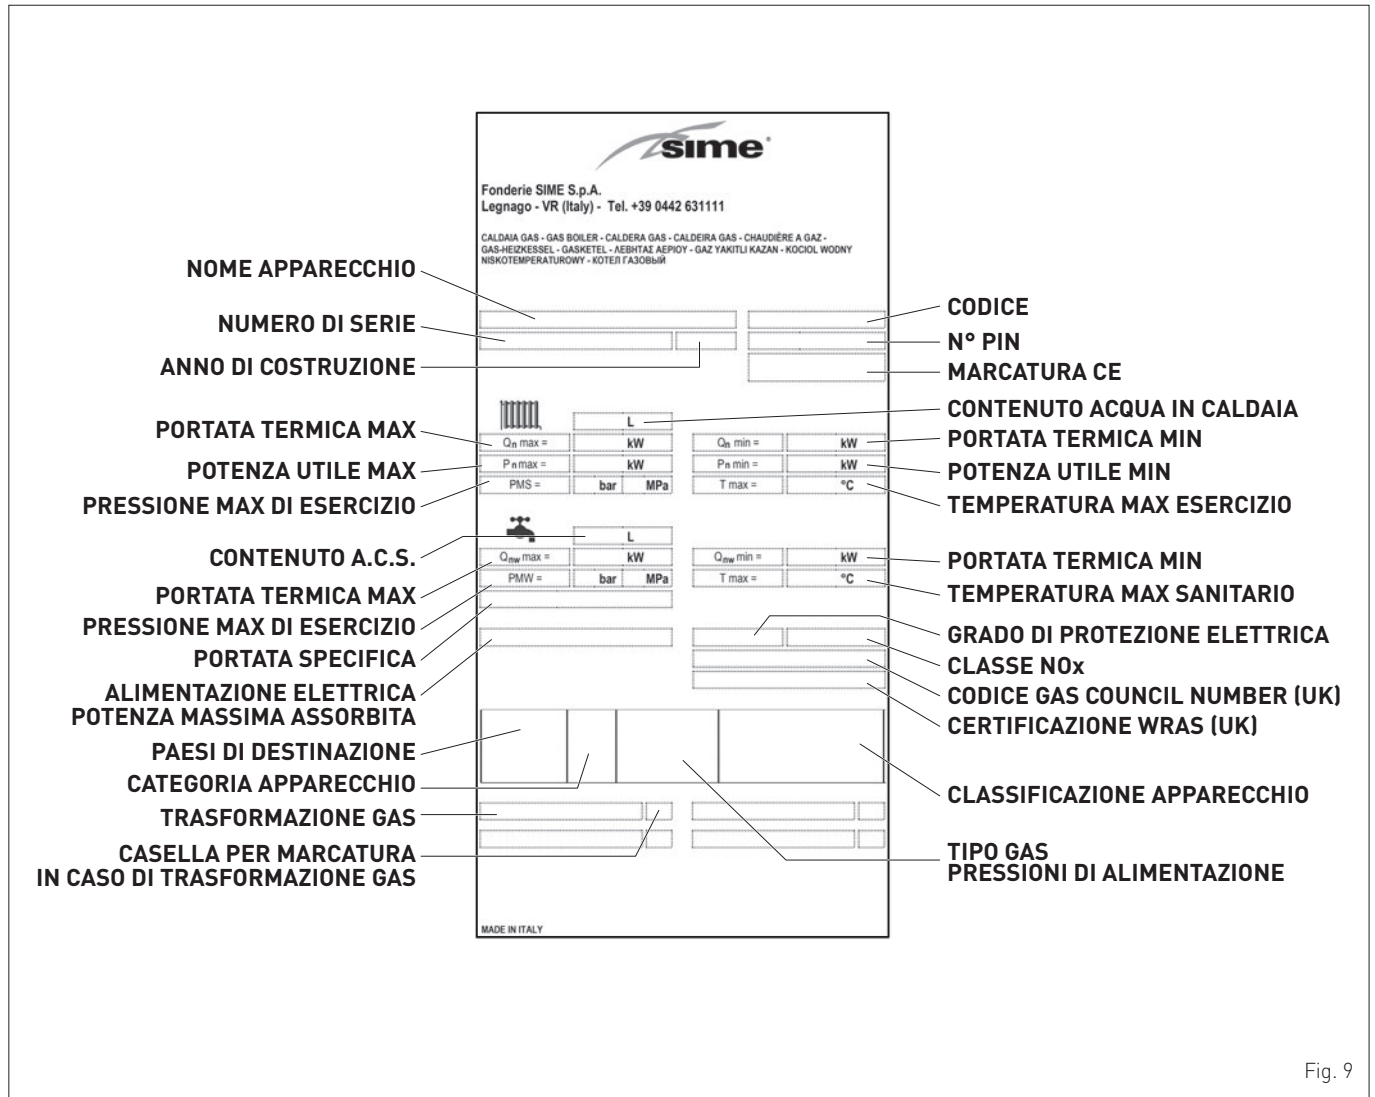 sime®
Fonderie SIME S.p.A.
Legnago - VR (Italy) - Tel. +39 0442 631111
CALDAIA GAS - GAS BOILER - CALDERA GAS - CALDEIRA GAS - CHAUDIÈRE A GAZ -
GAS-HEIZKESSEL - GASKETEL - ΛΕΒΗΤΑΣ ΑΕΡΙΟΥ - GAZ YAKITLI KAZAN - KOCIOL WODNY
NISKOTEMPERATUROWY - КОТЕЛ ГАЗОВЫЙ
NOME APPARECCHIO
NUMERO DI SERIE
ANNO DI COSTRUZIONE
CODICE
N° PIN
MARCATURA CE
L
CONTENUTO ACQUA IN CALDAIA
PORTATA TERMICA MAX
Qn max = kW
Qn min = kW
PORTATA TERMICA MIN
POTENZA UTILE MAX
Pn max = kW
Pn min = kW
POTENZA UTILE MIN
PRESSIONE MAX DI ESERCIZIO
PMS = bar MPa
T max = °C
TEMPERATURA MAX ESERCIZIO
CONTENUTO A.C.S.
L
PORTATA TERMICA MAX
Qnw max = kW
Qnw min = kW
PORTATA TERMICA MIN
PRESSIONE MAX DI ESERCIZIO
PMW = bar MPa
T max = °C
TEMPERATURA MAX SANITARIO
PORTATA SPECIFICA
ALIMENTAZIONE ELETTRICA
POTENZA MASSIMA ASSORBITA
PAESI DI DESTINAZIONE
CATEGORIA APPARECCHIO
TRASFORMAZIONE GAS
CASELLA PER MARCATURA
IN CASO DI TRASFORMAZIONE GAS
GRADO DI PROTEZIONE ELETTRICA
CLASSE NOx
CODICE GAS COUNCIL NUMBER (UK)
CERTIFICAZIONE WRAS (UK)
CLASSIFICAZIONE APPARECCHIO
TIPO GAS
PRESSIONI DI ALIMENTAZIONE
MADE IN ITALY
Fig. 9